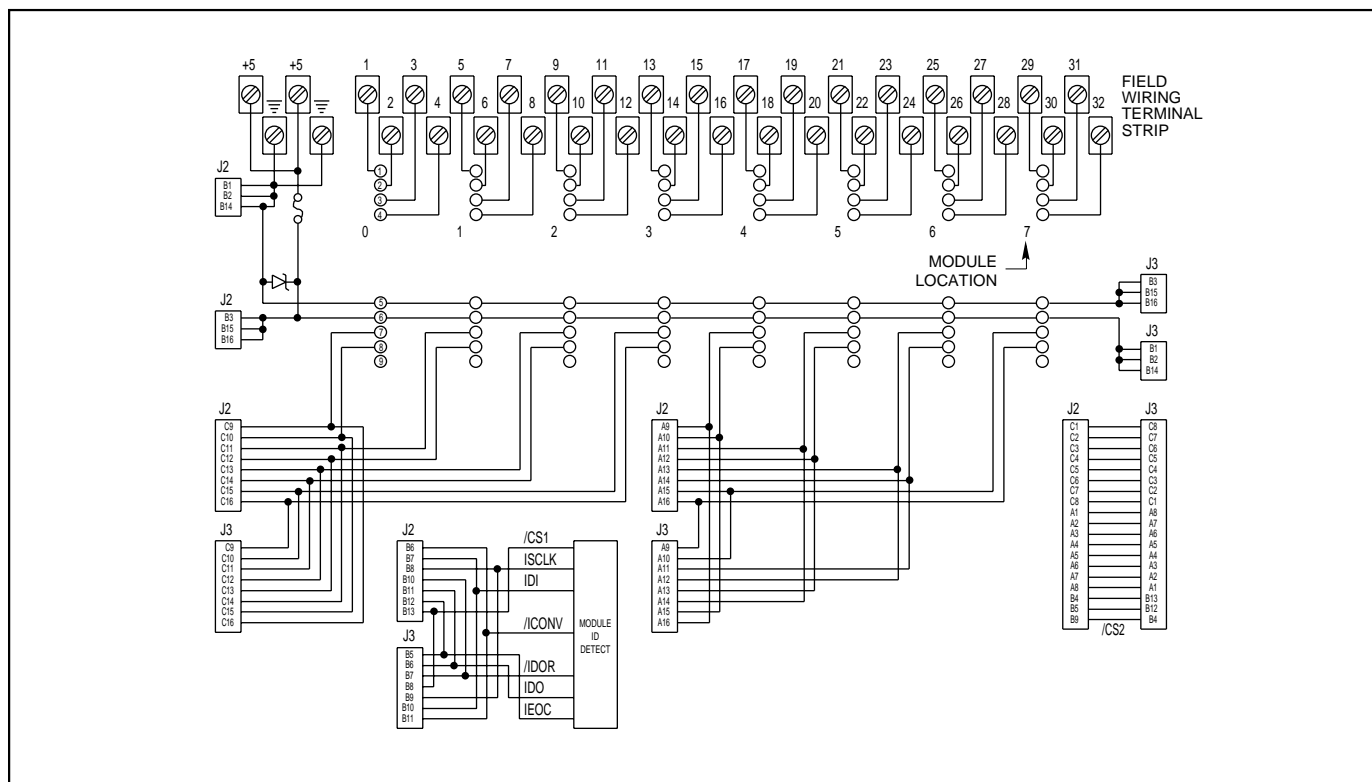 +5 +5 1 3 5 7 9 11 13 15 17 19 21 23 25 27 29 31
2 4 6 8 10 12 14 16 18 20 22 24 26 28 30 32
FIELD
WIRING
TERMINAL
STRIP
J2
B1
B2
B14
1
2
3
4
0 1 2 3 4 5 6 7
MODULE
LOCATION
J3
B3
B15
B16
J2
B3
B15
B16
5
6
7
8
9
J3
B1
B2
B14
J2
C9
C10
C11
C12
C13
C14
C15
C16
J3
C9
C10
C11
C12
C13
C14
C15
C16
J2
B6
B7
B8
B10
B11
B12
B13
J3
B5
B6
B7
B8
B9
B10
B11
/CS1
ISCLK
IDI
/ICONV
/IDOR
IDO
IEOC
MODULE
ID
DETECT
J2
A9
A10
A11
A12
A13
A14
A15
A16
J3
A9
A10
A11
A12
A13
A14
A15
A16
J2 J3
C1 C8
C2 C7
C3 C6
C4 C5
C5 C4
C6 C3
C7 C2
C8 C1
A1 A8
A2 A7
A3 A6
A4 A5
A5 A4
A6 A3
A7 A2
A8 A1
B4 B13
B5 B12
B9 B4
/CS2